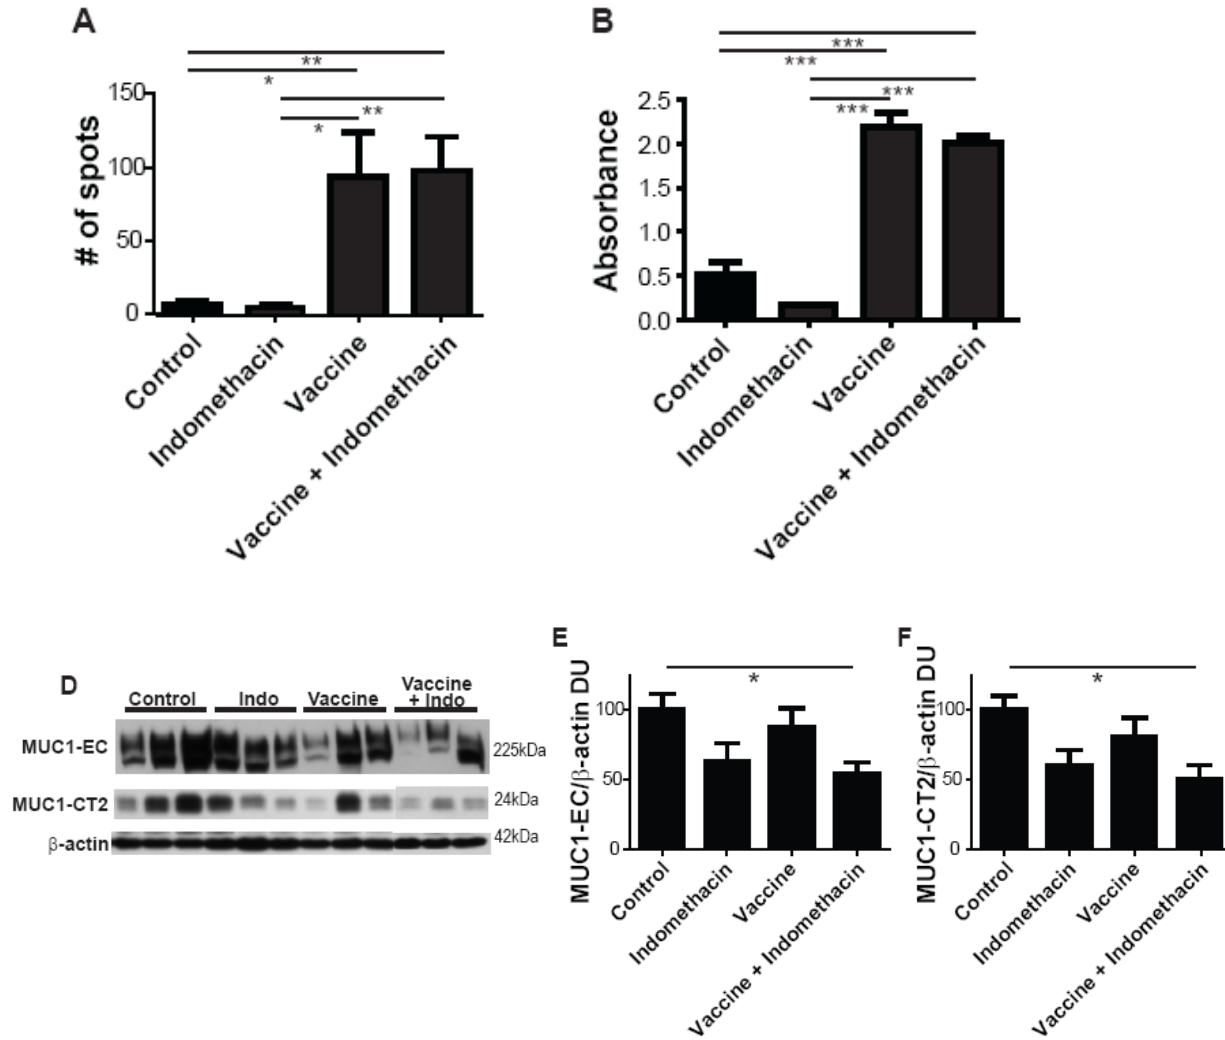 A
**
*
**
*
150
100
50
0
# of spots
Control
Indomethacin
Vaccine
Vaccine + Indomethacin
B
***
***
***
***
2.5
2.0
1.5
1.0
0.5
0.0
Absorbance
Control
Indomethacin
Vaccine
Vaccine + Indomethacin
D
Control
Indo
Vaccine
Vaccine
+ Indo
MUC1-EC
225kDa
MUC1-CT2
24kDa
β-actin
42kDa
E
*
100
50
0
MUC1-EC/β-actin DU
Control
Indomethacin
Vaccine
Vaccine + Indomethacin
F
*
100
50
0
MUC1-CT2/β-actin DU
Control
Indomethacin
Vaccine
Vaccine + Indomethacin